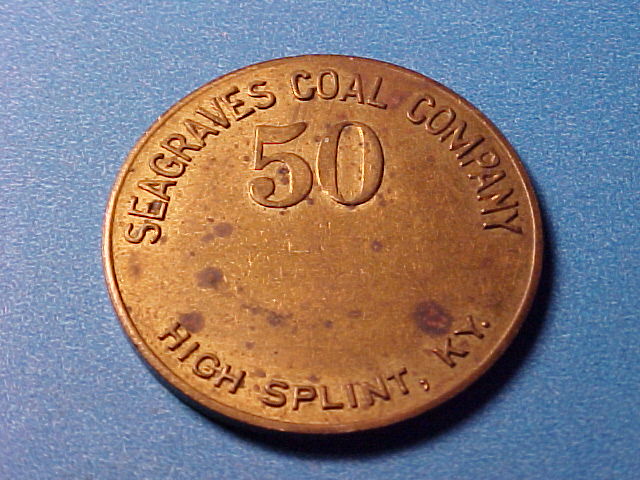 SEAGRAVES COAL COMPANY
50
HIGH SPLINT, KY.